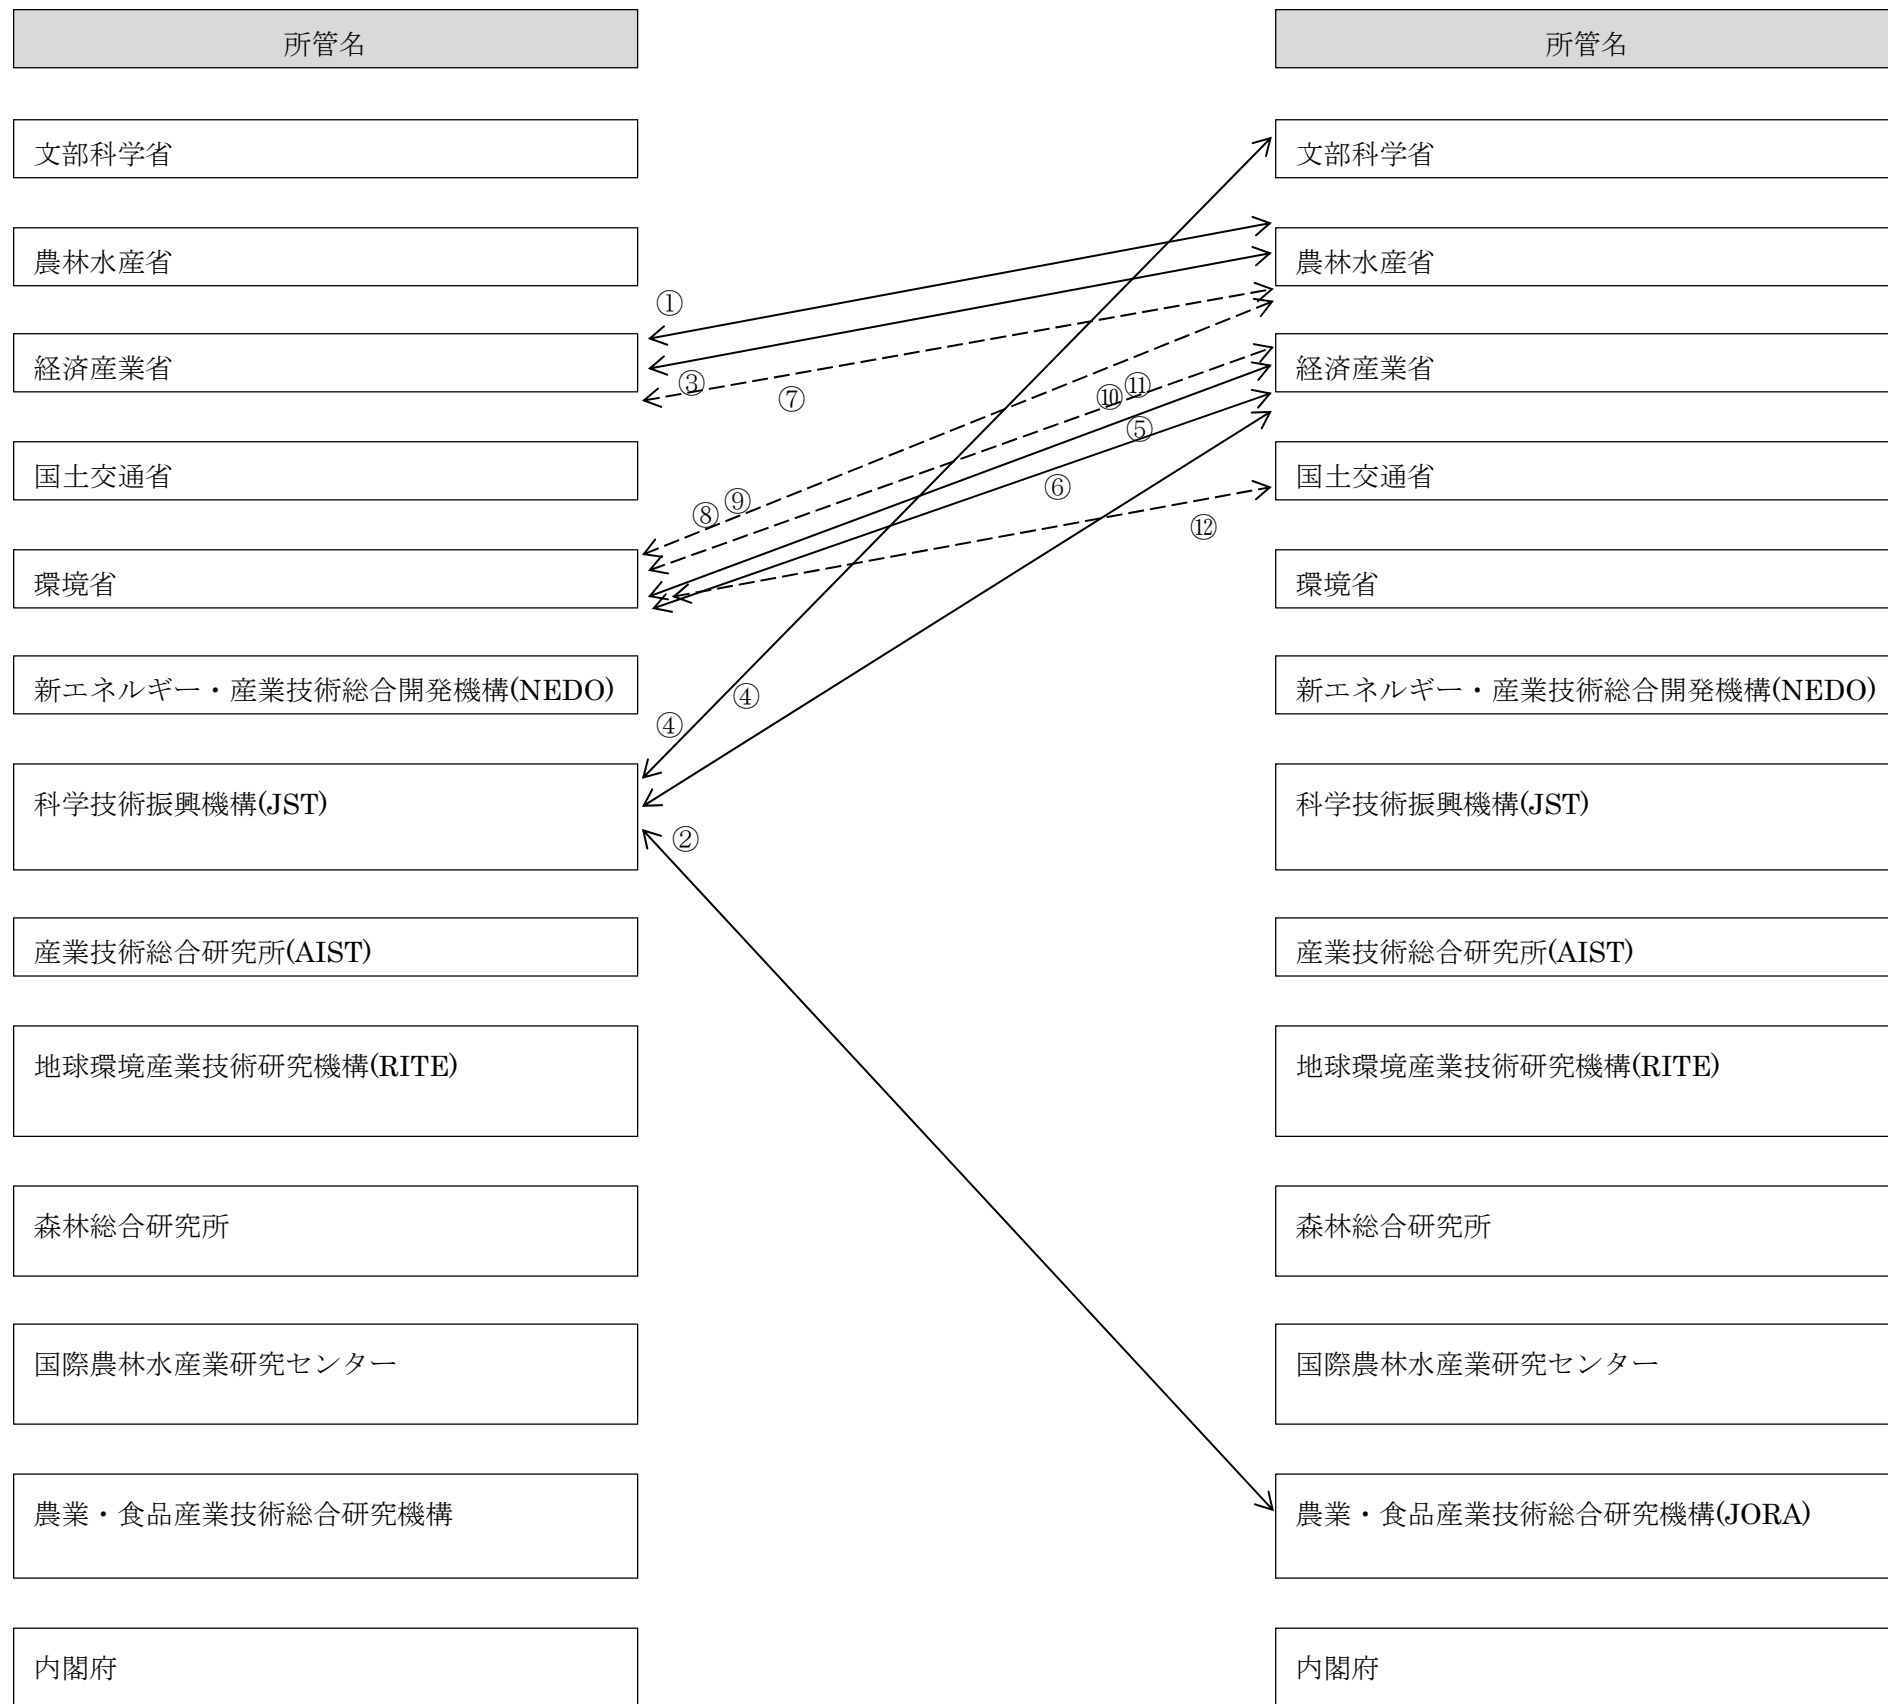 所管名
所管名
文部科学省
文部科学省
農林水産省
農林水産省
①
経済産業省
経済産業省
③
⑦
⑩
⑪
⑤
国土交通省
国土交通省
⑧
⑨
⑥
⑫
環境省
環境省
新エネルギー・産業技術総合開発機構(NEDO)
新エネルギー・産業技術総合開発機構(NEDO)
④
④
科学技術振興機構(JST)
科学技術振興機構(JST)
②
産業技術総合研究所(AIST)
産業技術総合研究所(AIST)
地球環境産業技術研究機構(RITE)
地球環境産業技術研究機構(RITE)
森林総合研究所
森林総合研究所
国際農林水産業研究センター
国際農林水産業研究センター
農業・食品産業技術総合研究機構
農業・食品産業技術総合研究機構(JORA)
内閣府
内閣府